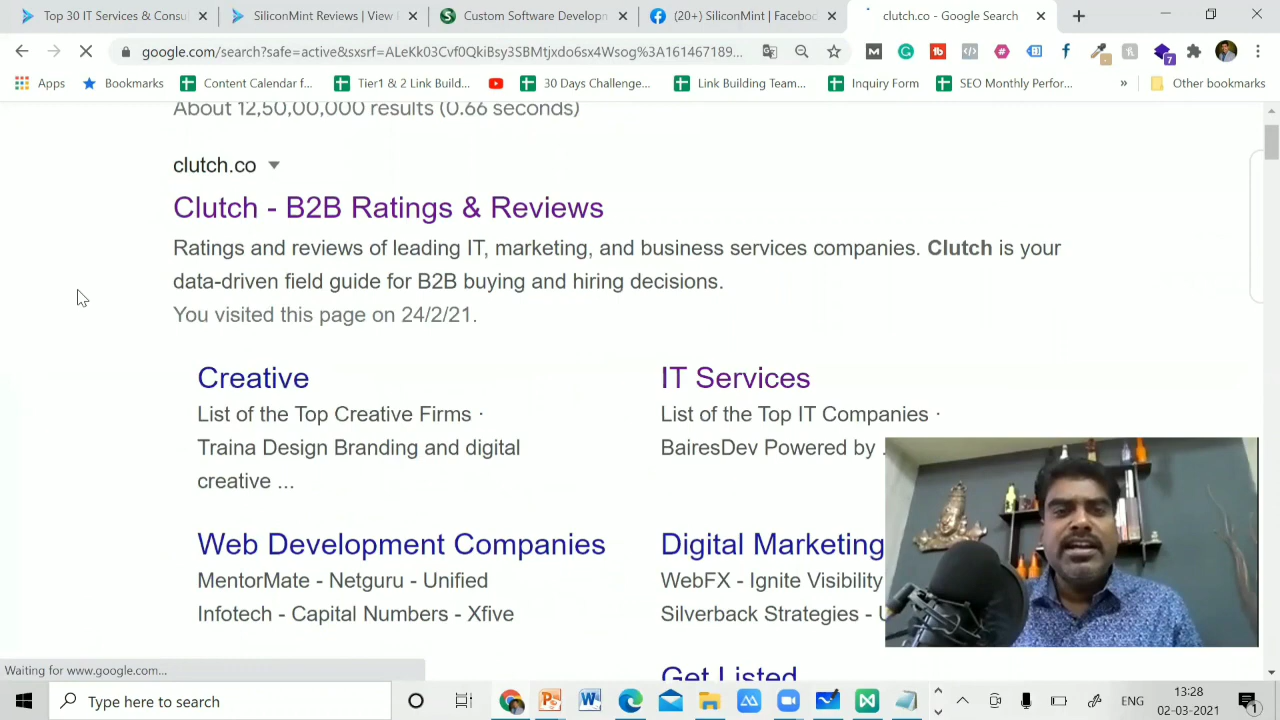 Top 30 IT Services & Consul
SiliconMint Reviews | View
Custom Software Developm
(20+) SiliconMint | Faceboo
clutch.co - Google Search
google.com/search?safe=active&sxsrf=ALeKk03Cvf0QkiBsy3SBMtjxdo6sx4Wsog%3A161467189...
Apps
Bookmarks
Content Calendar f...
Tier1 & 2 Link Build...
30 Days Challenge...
Link Building Team...
Inquiry Form
SEO Monthly Perfor...
»
Other bookmarks
About 12,50,00,000 results (0.66 seconds)
clutch.co
Clutch - B2B Ratings & Reviews
Ratings and reviews of leading IT, marketing, and business services companies. Clutch is your
data-driven field guide for B2B buying and hiring decisions.
You visited this page on 24/2/21.
Creative
List of the Top Creative Firms ·
Traina Design Branding and digital
creative ...
IT Services
List of the Top IT Companies ·
BairesDev Powered by
Web Development Companies
MentorMate - Netguru - Unified
Infotech - Capital Numbers - Xfive
Digital Marketing
WebFX - Ignite Visibility
Silverback Strategies -
Get Listed
Waiting for www.google.com...
Type here to search
ENG
13:28
02-03-2021